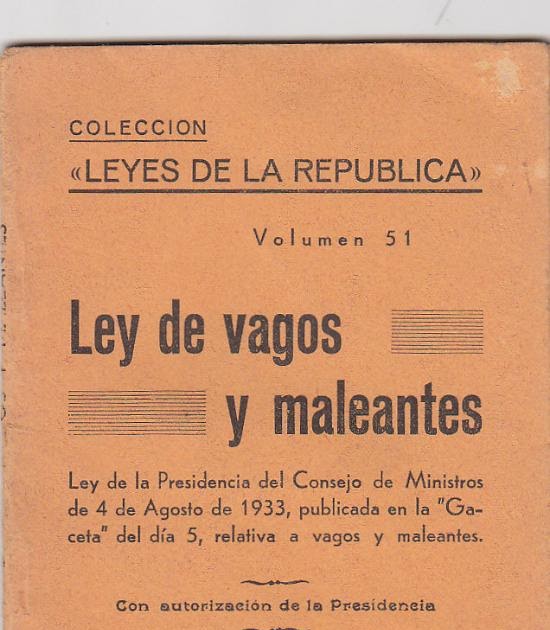 COLECCION
«LEYES DE LA REPUBLICA»
Volumen 51
Ley de vagos
y maleantes
Ley de la Presidencia del Consejo de Ministros
de 4 de Agosto de 1933, publicada en la "Ga-
ceta" del día 5, relativa a vagos y maleantes.
Con autorización de la Presidencia